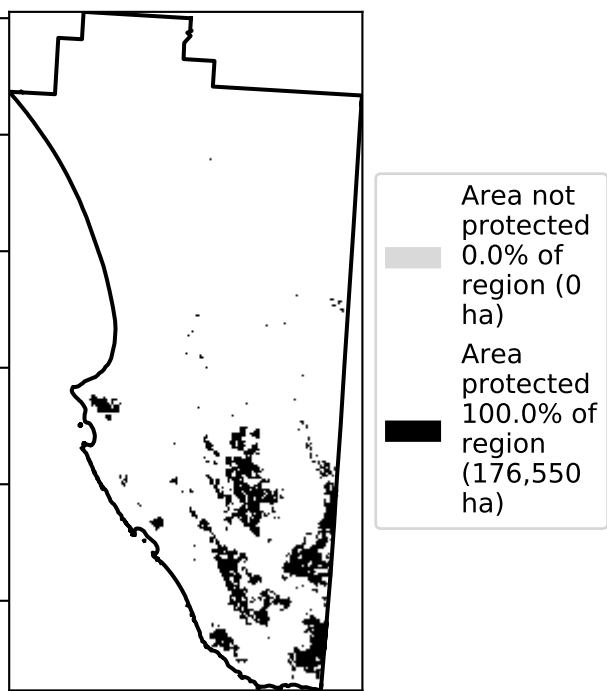 Area not
protected
0.0% of
region (0
ha)
Area
protected
100.0% of
region
(176,550
ha)